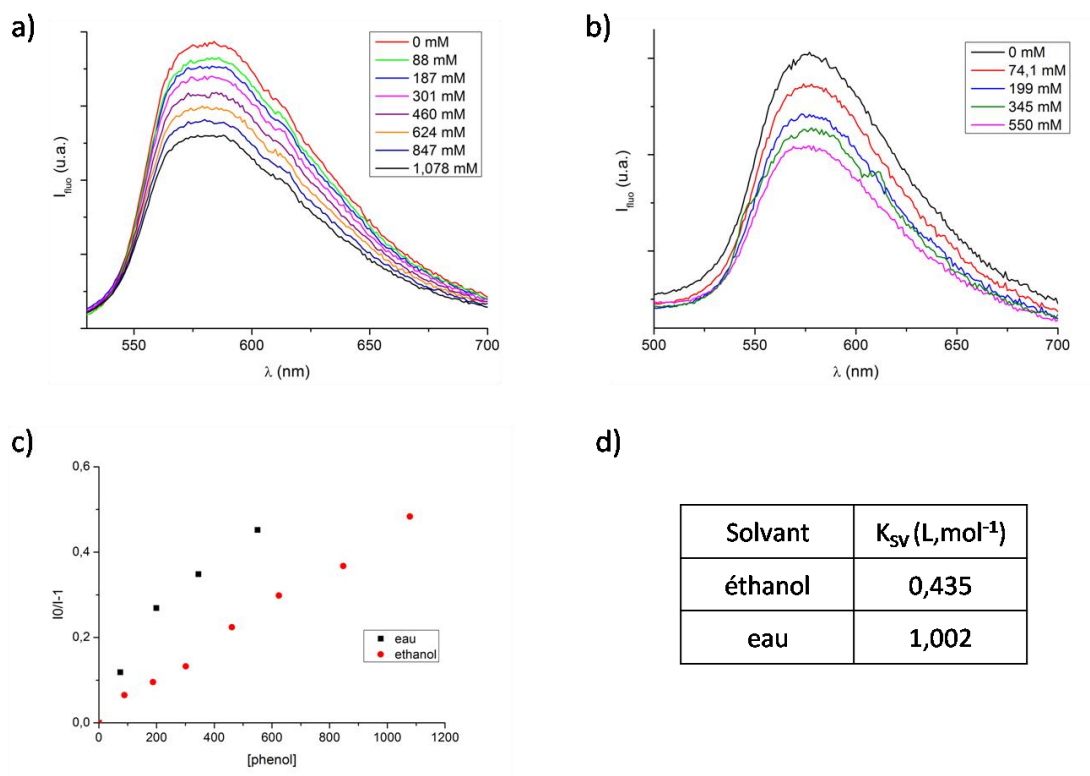 a)
0 mM
88 mM
187 mM
301 mM
460 mM
624 mM
847 mM
1,078 mM
I fluo (u.a.)
550
600
650
700
λ (nm)
b)
0 mM
74,1 mM
199 mM
345 mM
550 mM
I fluo (u.a.)
500
550
600
650
700
λ (nm)
c)
I0/I-1
0,6
0,4
0,2
0,0
eau
ethanol
0
200
400
600
800
1000
1200
[phenol]
d)
Solvant KSV (L,mol-1)
éthanol 0,435
eau 1,002